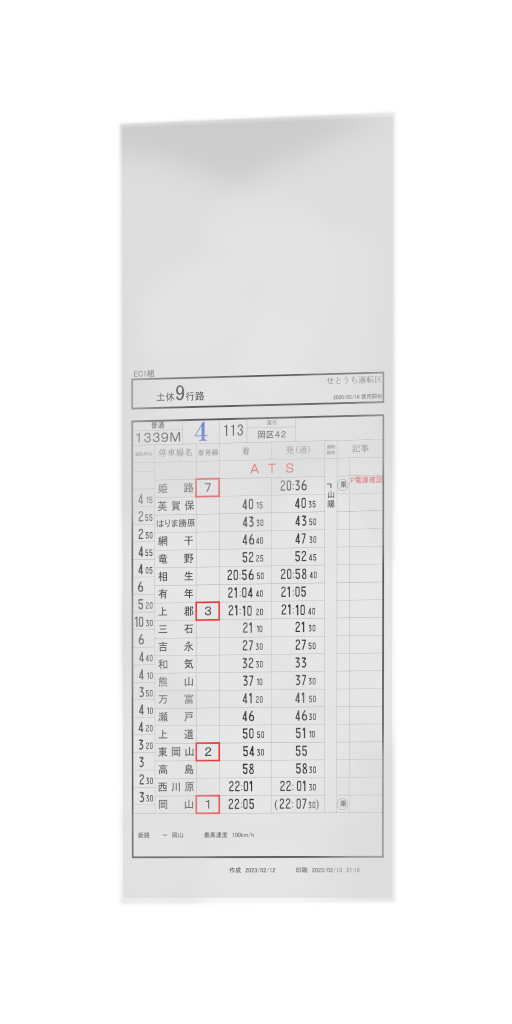 EC1組
せとうち運転区
土休9行路
2020/03/14 使用開始
普通 4 113 運用
1339M 岡区42
運転時分 停車場名 着発線 着 発(通) 記事
ATS
姫路 7 20:36 ㋨ P電源確認
4 15
英賀保 40 15 40 35 山陽
2 55
はりま勝原 43 30 43 50
2 50
網干 46 40 47 30
4 55
竜野 52 25 52 45
4 05
相生 20:56 50 20:58 40
6
有年 21:04 40 21:05
5 20
上郡 3 21:10 20 21:10 40
10 30
三石 21 10 21 30
6
吉永 27 30 27 50
4 40
和気 32 30 33
4 10
熊山 37 10 37 30
3 50
万富 41 20 41 50
4 10
瀬戸 46 46 30
4 20
上道 50 50 51 10
3 20
東岡山 2 54 30 55
3
高島 58 58 30
2 30
西川原 22:01 22:01 30
3 30
岡山 1 22:05 (22:07 30) 乗
姫路 ~ 岡山 最高速度 100km/h
作成 2023/02/12 印刷 2023/02/13 21:15